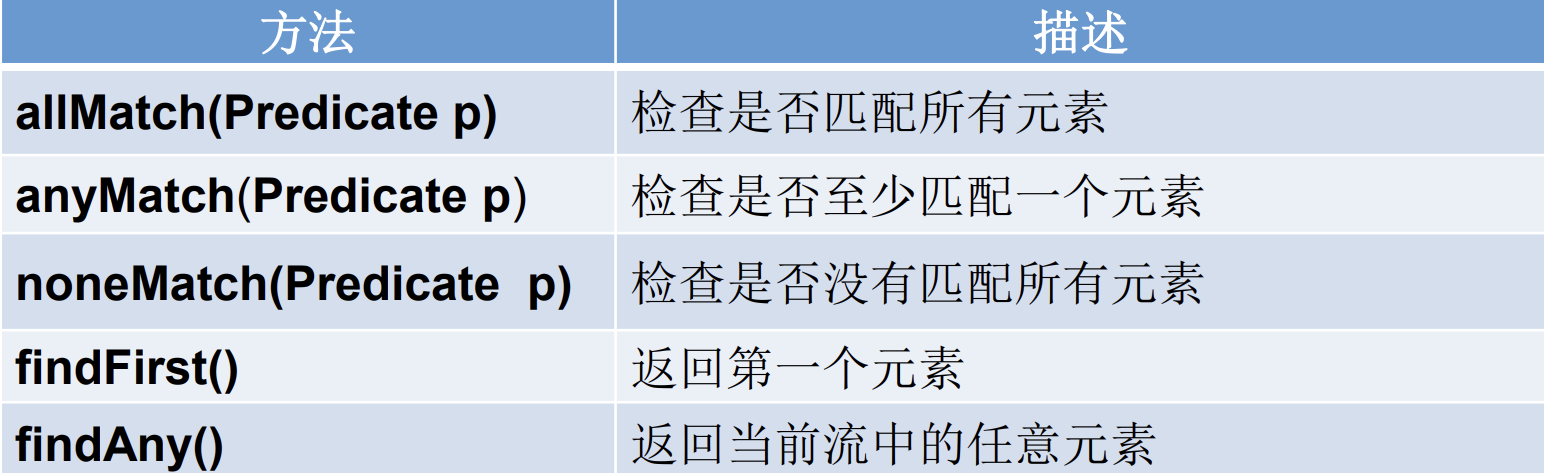 方法 描述
allMatch(Predicate p) 检查是否匹配所有元素
anyMatch(Predicate p) 检查是否至少匹配一个元素
noneMatch(Predicate  p) 检查是否没有匹配所有元素
findFirst() 返回第一个元素
findAny() 返回当前流中的任意元素